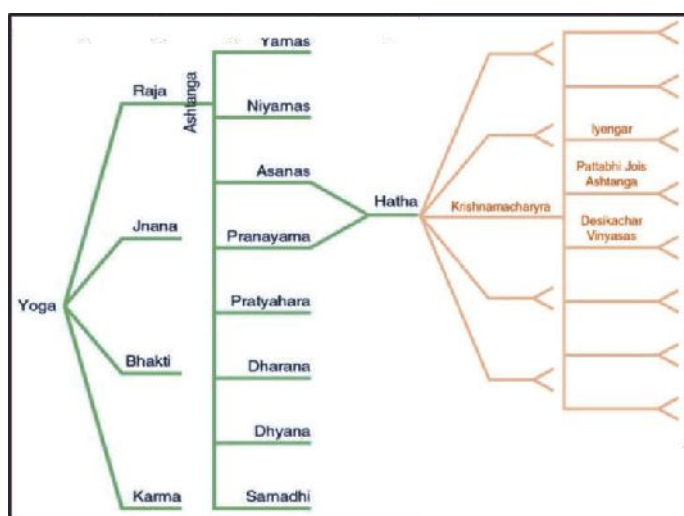 Yoga
Raja
Jnana
Bhakti
Karma
Ashtanga
Yamas
Niyamas
Asanas
Pranayama
Pratyahara
Dharana
Dhyana
Samadhi
Hatha
Krishnamacharyra
Iyengar
Pattabhi Jois
Ashtanga
Desikachar
Vinyasas